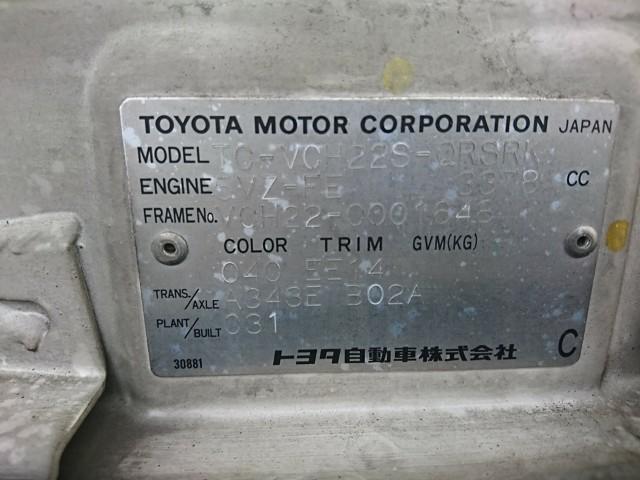 TOYOTA MOTOR CORPORATION JAPAN
MODEL TC-VCH22S-QRSRK
ENGINE 5VZ-FE 3378 CC
FRAME No. VCH22-0001646
COLOR TRIM GVM(KG)
040 EE14
TRANS./AXLE A343E B02A
PLANT/BUILT 031
30881 トヨタ自動車株式会社 C